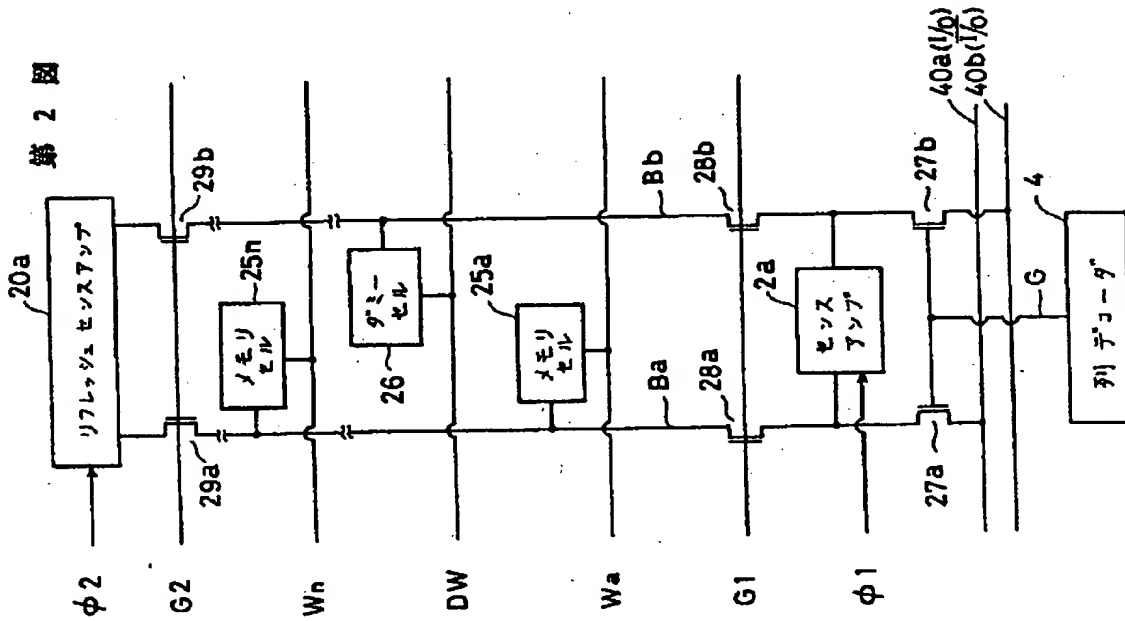 第 2 図
20a
リフレッシュ センスアンプ
φ2
G2
29a
29b
メモリ
セル
25n
Wn
ダミー
セル
26
DW
メモリ
セル
25a
Wa
Ba
Bb
28a
28b
G1
センス
アンプ
2a
φ1
27a
27b
40a(I/O)
40b(I/O)
G
4
列 デコーダ